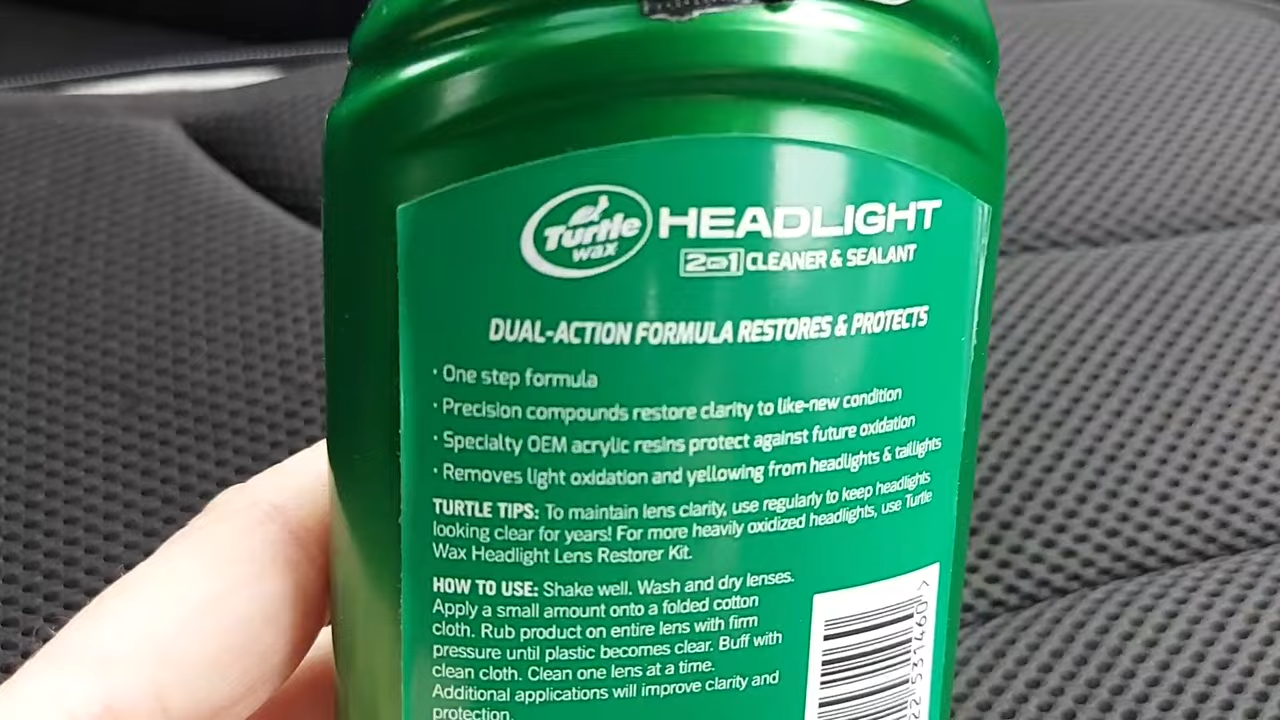 Turtle
wax
HEADLIGHT
2in1 CLEANER & SEALANT
DUAL-ACTION FORMULA RESTORES & PROTECTS
• One step formula
• Precision compounds restore clarity to like-new condition
• Specialty OEM acrylic resins protect against future oxidation
• Removes light oxidation and yellowing from headlights & taillights
TURTLE TIPS: To maintain lens clarity, use regularly to keep headlights
looking clear for years! For more heavily oxidized headlights, use Turtle
Wax Headlight Lens Restorer Kit.
HOW TO USE: Shake well. Wash and dry lenses.
Apply a small amount onto a folded cotton
cloth. Rub product on entire lens with firm
pressure until plastic becomes clear. Buff with
clean cloth. Clean one lens at a time.
Additional applications will improve clarity and
protection.
22 531460 >